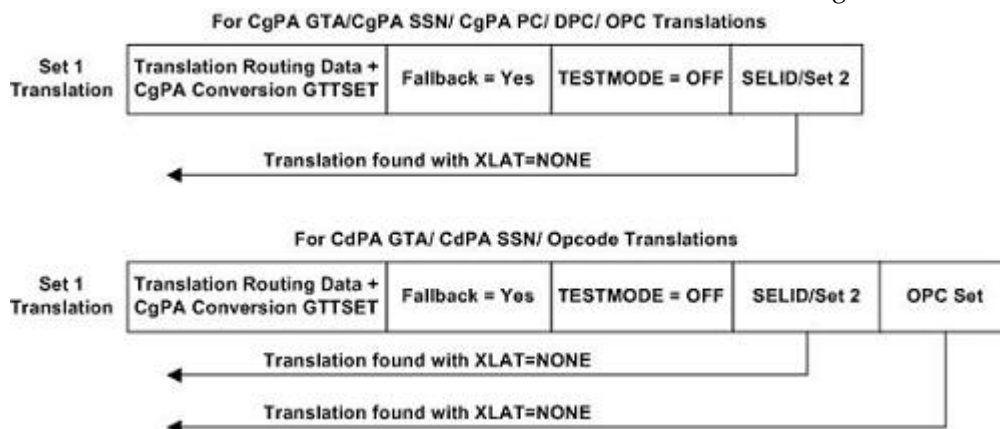 For CgPA GTA/CgPA SSN/ CgPA PC/ DPC/ OPC Translations
Set 1
Translation
Translation Routing Data +
CgPA Conversion GTTSET
Fallback = Yes
TESTMODE = OFF
SELID/Set 2
Translation found with XLAT=NONE
For CdPA GTA/ CdPA SSN/ Opcode Translations
Set 1
Translation
Translation Routing Data +
CgPA Conversion GTTSET
Fallback = Yes
TESTMODE = OFF
SELID/Set 2
OPC Set
Translation found with XLAT=NONE
Translation found with XLAT=NONE